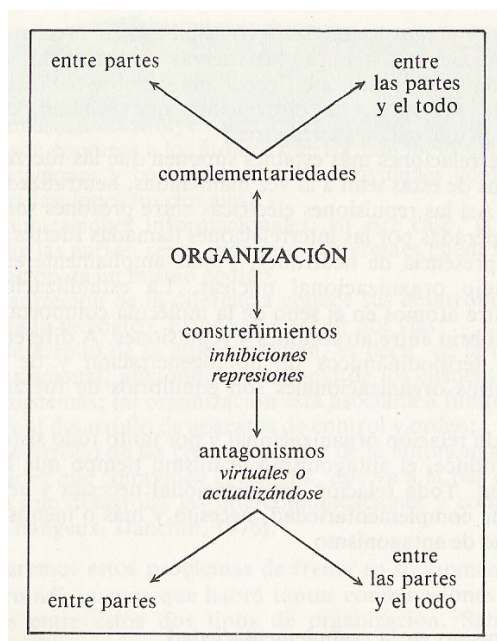 entre partes
entre
las partes
y el todo
complementariedades
ORGANIZACIÓN
constreñimientos
inhibiciones
represiones
antagonismos
virtuales o
actualizándose
entre partes
entre
las partes
y el todo